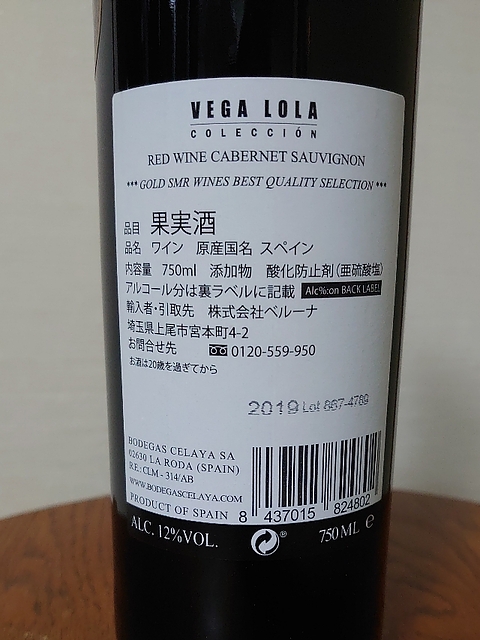 VEGA LOLA
COLECCIÓN
RED WINE CABERNET SAUVIGNON
*** GOLD SMR WINES BEST QUALITY SELECTION ***
品目 果実酒
品名 ワイン 原産国名 スペイン
内容量 750ml 添加物 酸化防止剤(亜硫酸塩)
アルコール分は裏ラベルに記載 Alc%:on BACK LABEL
輸入者・引取先 株式会社ベルーナ
埼玉県上尾市宮本町4-2
お問合せ先 0120-559-950
お酒は20歳を過ぎてから
2019 Lot 867-4789
BODEGAS CELAYA SA
02630 LA RODA (SPAIN)
R.E.: CLM - 314/AB
WWW.BODEGASCELAYA.COM
PRODUCT OF SPAIN
8 437015 824802
ALC. 12%VOL.
750 ML e